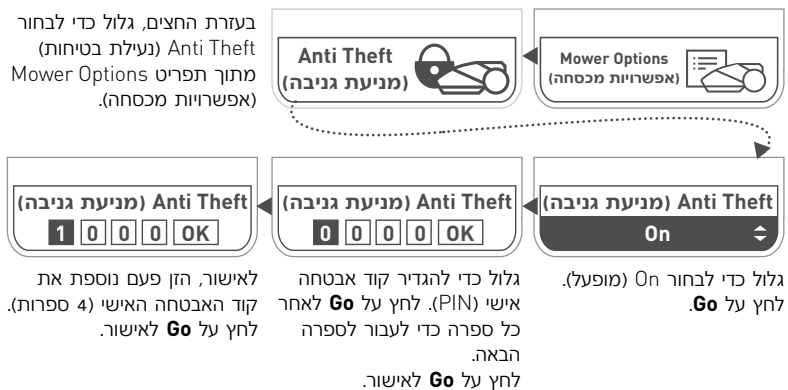 בעזרת החצים, גלול כדי לבחור
Anti Theft (נעילת בטיחות)
מתוך תפריט Mower Options
(אפשרויות מכסחה).
Mower Options
(אפשרויות מכסחה)
Anti Theft
(מניעת גניבה)
Anti Theft (מניעת גניבה)
On
גלול כדי לבחור On (מופעל).
לחץ על Go.
Anti Theft (מניעת גניבה)
0 0 0 0 OK
גלול כדי להגדיר קוד אבטחה
אישי (PIN). לחץ על Go לאחר
כל ספרה כדי לעבור לספרה
הבאה.
לחץ על Go לאישור.
Anti Theft (מניעת גניבה)
1 0 0 0 OK
לאישור, הזן פעם נוספת את
קוד האבטחה האישי (4 ספרות).
לחץ על Go לאישור.